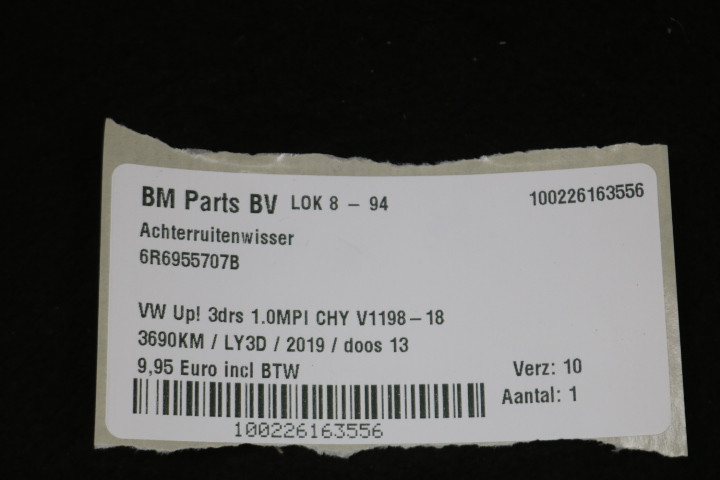 BM Parts BV LOK 8 - 94 100226163556
Achterruitenwisser
6R6955707B
VW Up! 3drs 1.0MPI CHY V1198-18
3690KM / LY3D / 2019 / doos 13
9,95 Euro incl BTW Verz: 10
Aantal: 1
100226163556